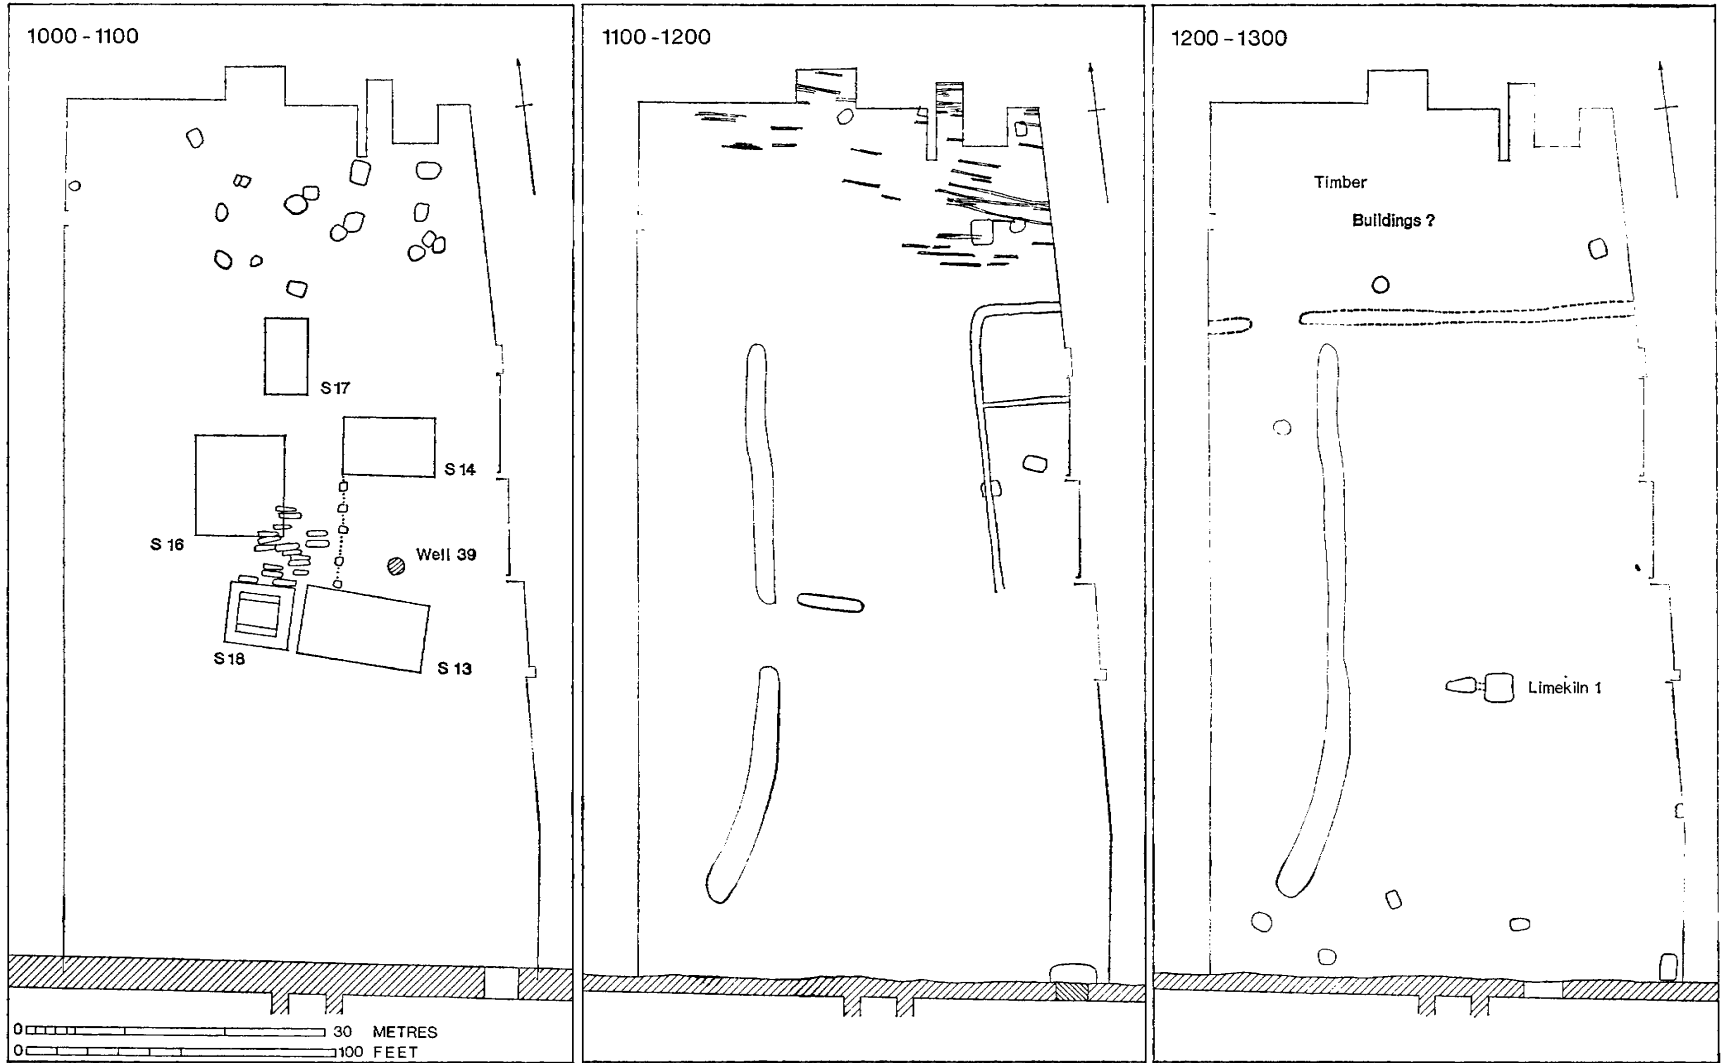 1000 - 1100
S 17
S 14
S 16
Well 39
S 18
S 13
0 30 METRES
0 100 FEET
1100 - 1200
1200 - 1300
Timber
Buildings ?
Limekiln 1